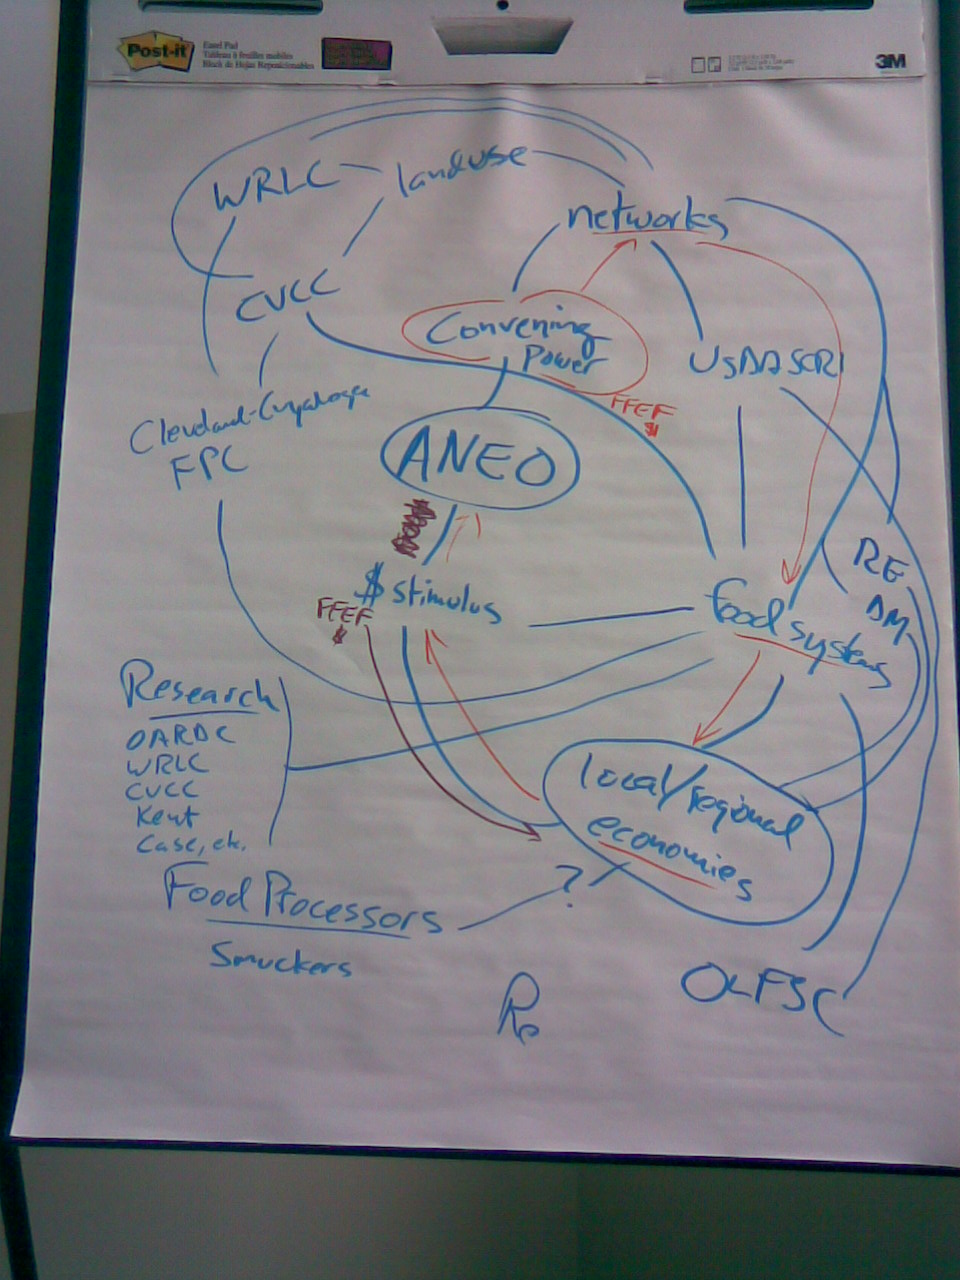 Post-it
Easel Pad
Tableau à feuilles mobiles
Block de Hojas Reposicionables
3M
WRLC
landuse
networks
CVCC
Convening
Power
USDA SCRI
FFEF
$
Cleveland-Cuyahoga
FPC
ANEO
RE
DM
$ stimulus
FFEF
$
food systems
Research
OARDC
WRLC
CVCC
Kent
Case, etc.
local/regional
economies
?
Food Processors
Smuckers
OLFSC